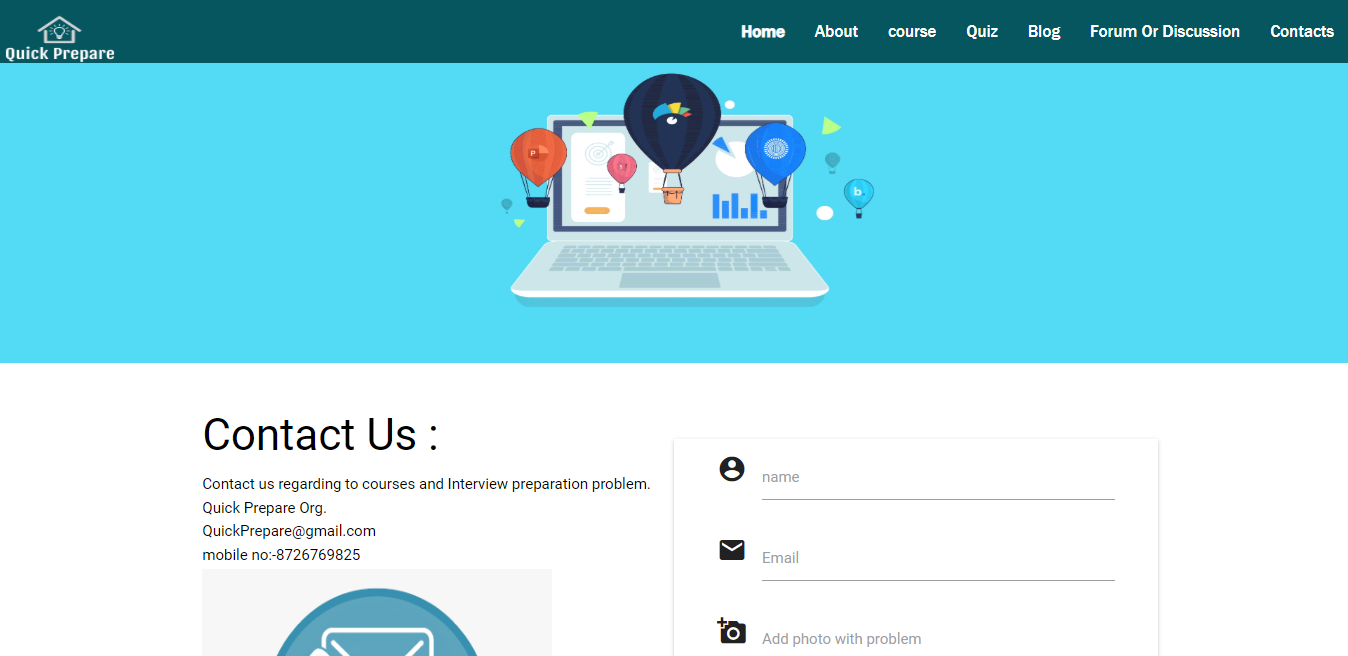 Quick Prepare
Home About course Quiz Blog Forum Or Discussion Contacts
P
b
Contact Us :
Contact us regarding to courses and Interview preparation problem.
Quick Prepare Org.
QuickPrepare@gmail.com
mobile no:-8726769825
name
Email
Add photo with problem